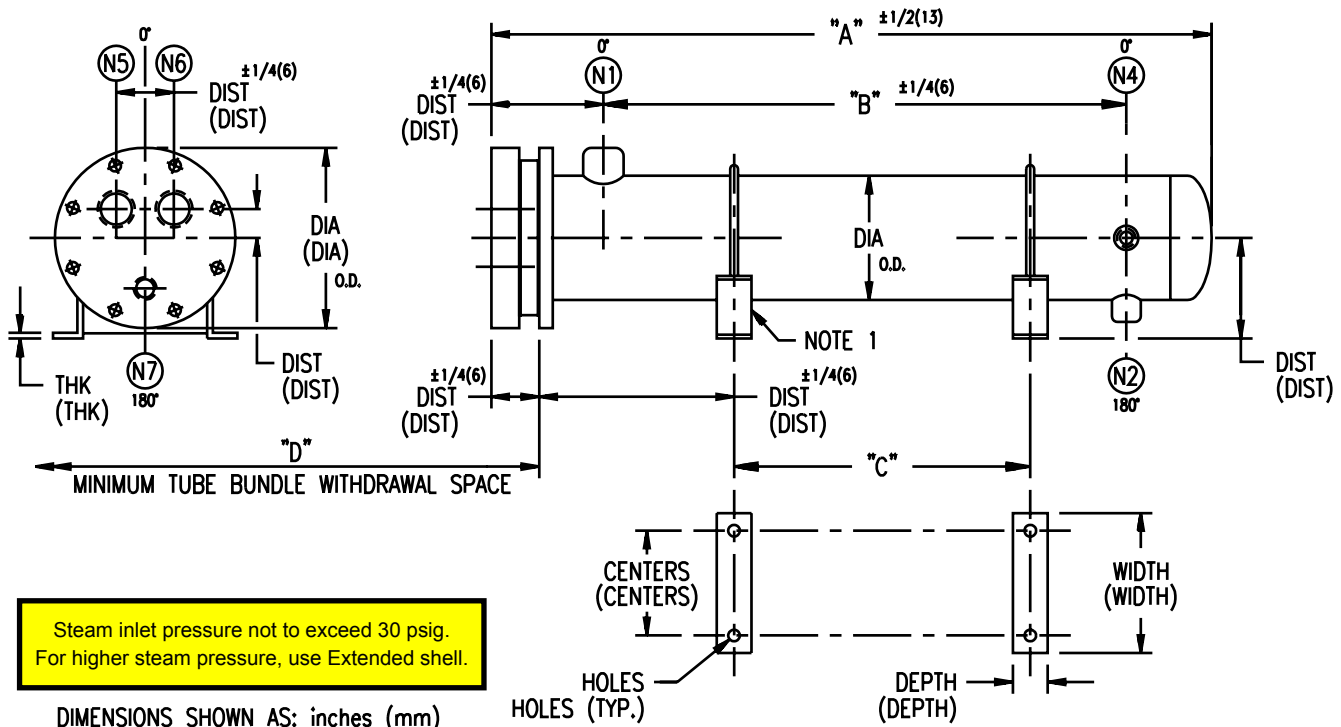 0°
N5
N6
±1/4(6)
DIST
(DIST)
DIA
(DIA)
O.D.
THK
(THK)
N7
180°
DIST
(DIST)
"A" ±1/2(13)
±1/4(6)
DIST
(DIST)
0°
N1
"B" ±1/4(6)
0°
N4
DIA
O.D.
NOTE 1
N2
180°
DIST
(DIST)
±1/4(6)
DIST
(DIST)
±1/4(6)
DIST
(DIST)
"D"
MINIMUM TUBE BUNDLE WITHDRAWAL SPACE
"C"
CENTERS
(CENTERS)
WIDTH
(WIDTH)
HOLES
HOLES (TYP.)
DEPTH
(DEPTH)
Steam inlet pressure not to exceed 30 psig.
For higher steam pressure, use Extended shell.
DIMENSIONS SHOWN AS: inches (mm)